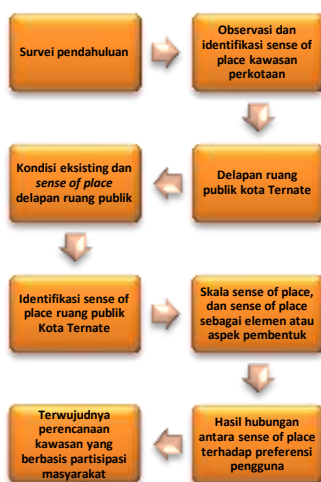 Survei pendahuluan
Observasi dan
identifikasi sense of
place kawasan
perkotaan
Delapan ruang
publik kota Ternate
Kondisi eksisting dan
sense of place
delapan ruang publik
Identifikasi sense of
place ruang publik
Kota Ternate
Skala sense of place,
dan sense of place
sebagai elemen atau
aspek pembentuk
Hasil hubungan
antara sense of place
terhadap preferensi
pengguna
Terwujudnya
perencanaan
kawasan yang
berbasis partisipasi
masyarakat